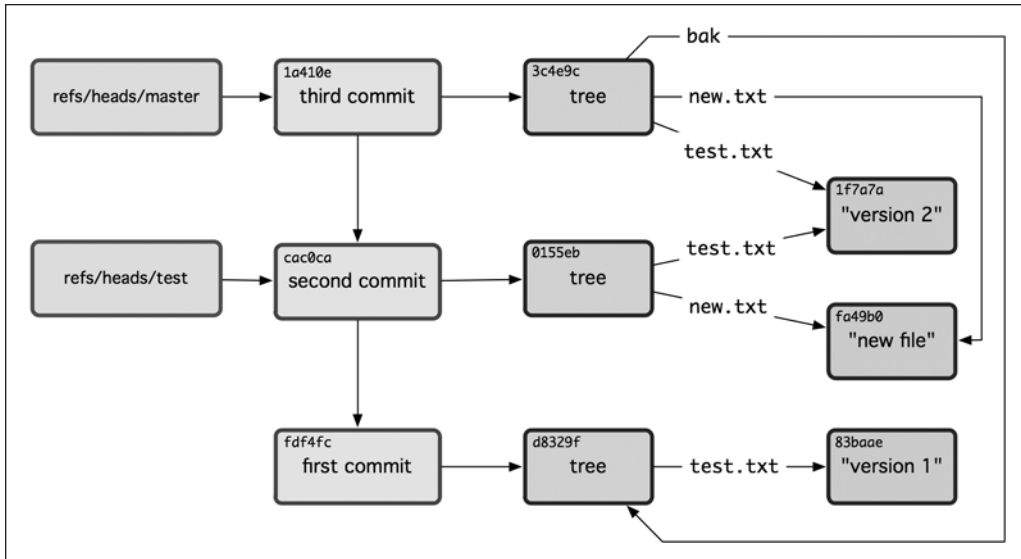 bak
1a410e
3c4e9c
refs/heads/master
third commit
tree
new.txt
test.txt
1f7a7a
"version 2"
cac0ca
0155eb
test.txt
refs/heads/test
second commit
tree
new.txt
fa49b0
"new file"
fdf4fc
d8329f
83baae
first commit
tree
test.txt
"version 1"